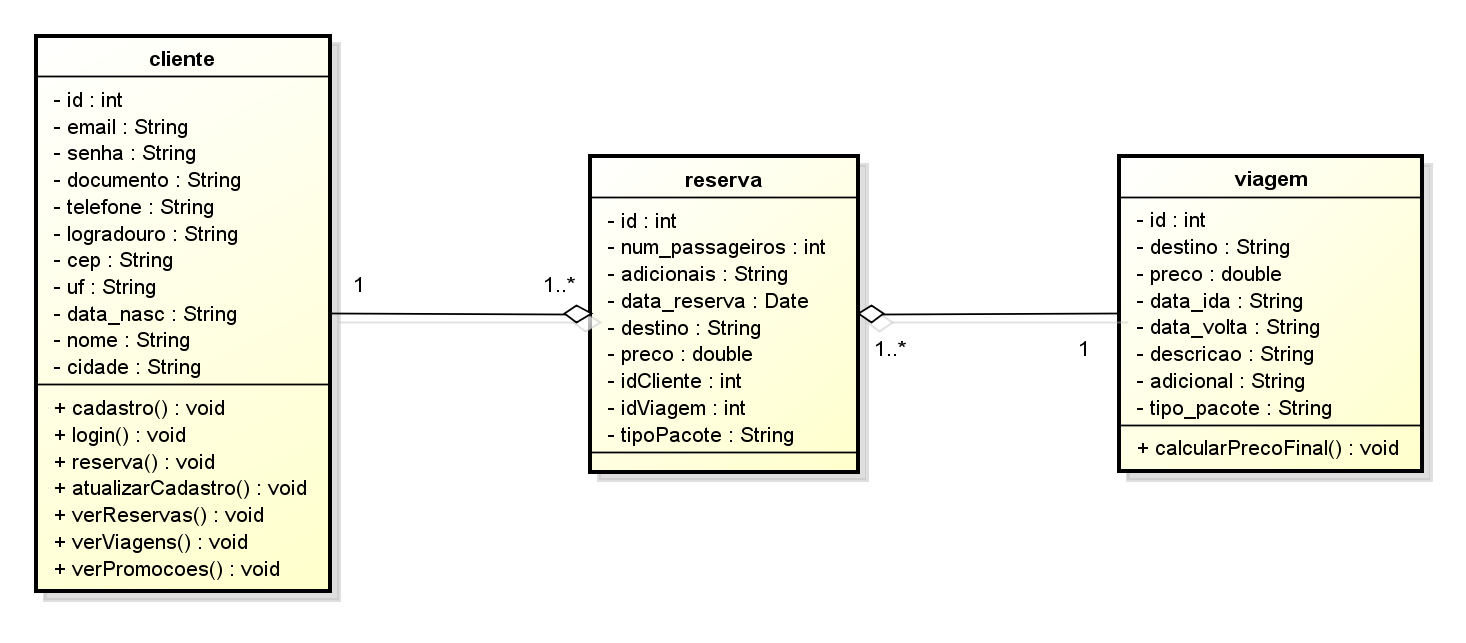 cliente
- id : int
- email : String
- senha : String
- documento : String
- telefone : String
- logradouro : String
- cep : String
- uf : String
- data_nasc : String
- nome : String
- cidade : String
+ cadastro() : void
+ login() : void
+ reserva() : void
+ atualizarCadastro() : void
+ verReservas() : void
+ verViagens() : void
+ verPromocoes() : void
1
1..*
reserva
- id : int
- num_passageiros : int
- adicionais : String
- data_reserva : Date
- destino : String
- preco : double
- idCliente : int
- idViagem : int
- tipoPacote : String
1..*
1
viagem
- id : int
- destino : String
- preco : double
- data_ida : String
- data_volta : String
- descricao : String
- adicional : String
- tipo_pacote : String
+ calcularPrecoFinal() : void